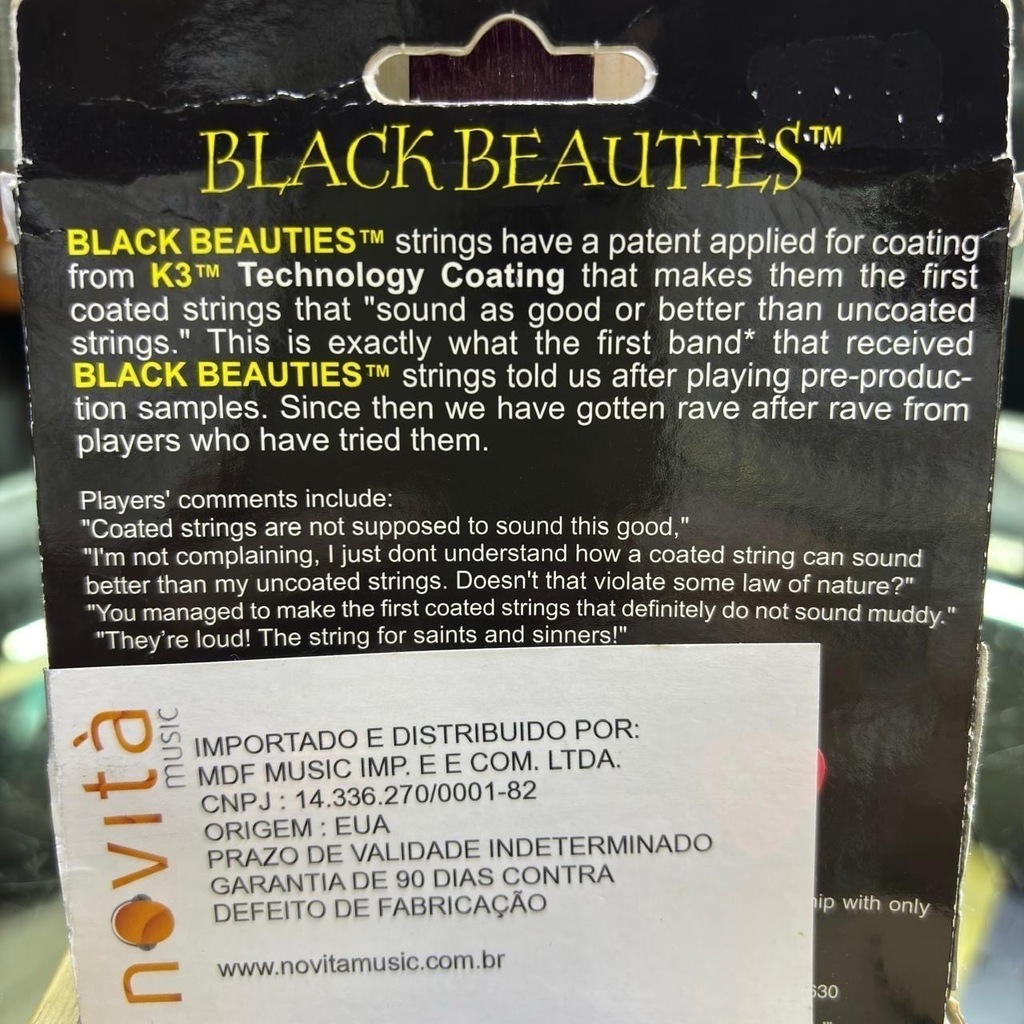 BLACK BEAUTIES™
BLACK BEAUTIES™ strings have a patent applied for coating
from K3™ Technology Coating that makes them the first
coated strings that "sound as good or better than uncoated
strings." This is exactly what the first band* that received
BLACK BEAUTIES™ strings told us after playing pre-produc-
tion samples. Since then we have gotten rave after rave from
players who have tried them.
Players' comments include:
"Coated strings are not supposed to sound this good,"
"I'm not complaining, I just dont understand how a coated string can sound
better than my uncoated strings. Doesn't that violate some law of nature?"
"You managed to make the first coated strings that definitely do not sound muddy."
"They're loud! The string for saints and sinners!"
novità
MUSIC
IMPORTADO E DISTRIBUIDO POR:
MDF MUSIC IMP. E E COM. LTDA.
CNPJ : 14.336.270/0001-82
ORIGEM : EUA
PRAZO DE VALIDADE INDETERMINADO
GARANTIA DE 90 DIAS CONTRA
DEFEITO DE FABRICAÇÃO
www.novitamusic.com.br
with only